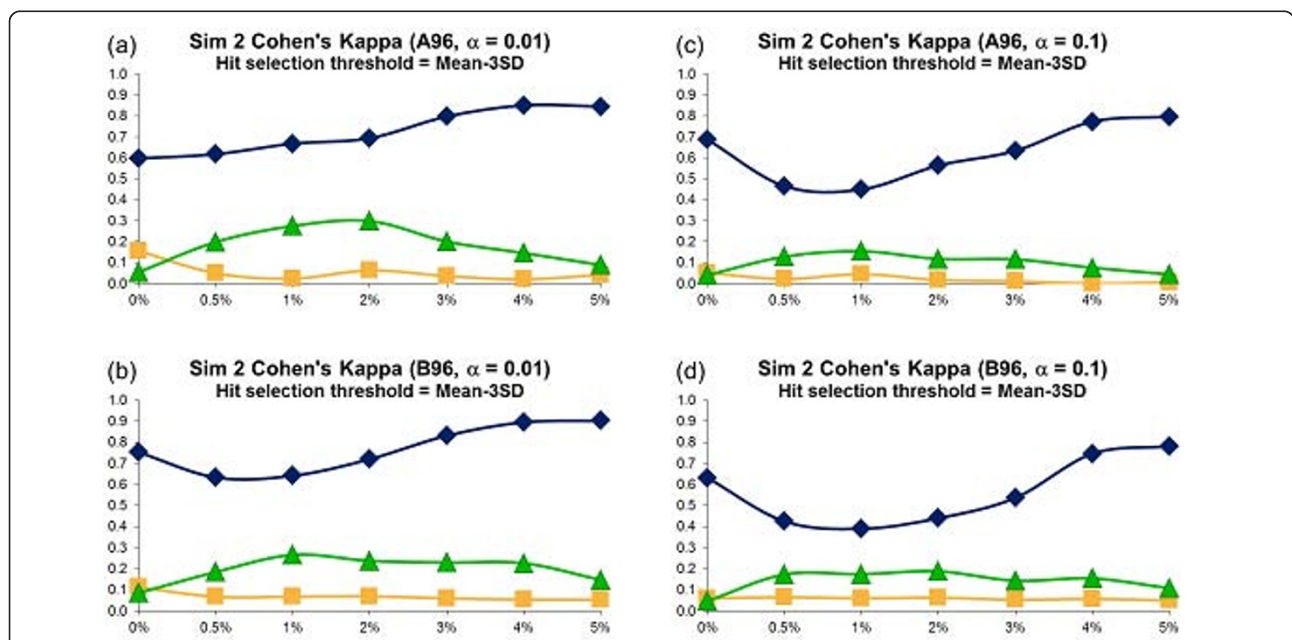 (a)
Sim 2 Cohen's Kappa (A96, α = 0.01)
Hit selection threshold = Mean-3SD
1.0
0.9
0.8
0.7
0.6
0.5
0.4
0.3
0.2
0.1
0.0
0% 0.5% 1% 2% 3% 4% 5%
(c)
Sim 2 Cohen's Kappa (A96, α = 0.1)
Hit selection threshold = Mean-3SD
1.0
0.9
0.8
0.7
0.6
0.5
0.4
0.3
0.2
0.1
0.0
0% 0.5% 1% 2% 3% 4% 5%
(b)
Sim 2 Cohen's Kappa (B96, α = 0.01)
Hit selection threshold = Mean-3SD
1.0
0.9
0.8
0.7
0.6
0.5
0.4
0.3
0.2
0.1
0.0
0% 0.5% 1% 2% 3% 4% 5%
(d)
Sim 2 Cohen's Kappa (B96, α = 0.1)
Hit selection threshold = Mean-3SD
1.0
0.9
0.8
0.7
0.6
0.5
0.4
0.3
0.2
0.1
0.0
0% 0.5% 1% 2% 3% 4% 5%